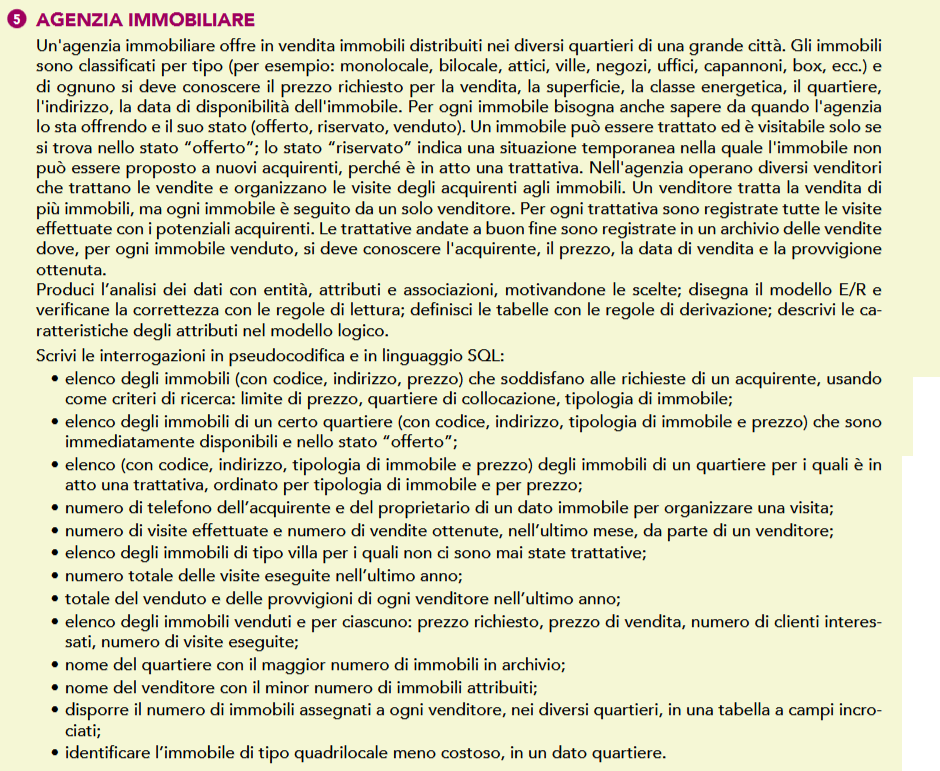 5 AGENZIA IMMOBILIARE
Un'agenzia immobiliare offre in vendita immobili distribuiti nei diversi quartieri di una grande città. Gli immobili
sono classificati per tipo (per esempio: monolocale, bilocale, attici, ville, negozi, uffici, capannoni, box, ecc.) e
di ognuno si deve conoscere il prezzo richiesto per la vendita, la superficie, la classe energetica, il quartiere,
l'indirizzo, la data di disponibilità dell'immobile. Per ogni immobile bisogna anche sapere da quando l'agenzia
lo sta offrendo e il suo stato (offerto, riservato, venduto). Un immobile può essere trattato ed è visitabile solo se
si trova nello stato “offerto”; lo stato “riservato” indica una situazione temporanea nella quale l'immobile non
può essere proposto a nuovi acquirenti, perché è in atto una trattativa. Nell'agenzia operano diversi venditori
che trattano le vendite e organizzano le visite degli acquirenti agli immobili. Un venditore tratta la vendita di
più immobili, ma ogni immobile è seguito da un solo venditore. Per ogni trattativa sono registrate tutte le visite
effettuate con i potenziali acquirenti. Le trattative andate a buon fine sono registrate in un archivio delle vendite
dove, per ogni immobile venduto, si deve conoscere l'acquirente, il prezzo, la data di vendita e la provvigione
ottenuta.
Produci l’analisi dei dati con entità, attributi e associazioni, motivandone le scelte; disegna il modello E/R e
verificane la correttezza con le regole di lettura; definisci le tabelle con le regole di derivazione; descrivi le ca-
ratteristiche degli attributi nel modello logico.
Scrivi le interrogazioni in pseudocodifica e in linguaggio SQL:
• elenco degli immobili (con codice, indirizzo, prezzo) che soddisfano alle richieste di un acquirente, usando
come criteri di ricerca: limite di prezzo, quartiere di collocazione, tipologia di immobile;
• elenco degli immobili di un certo quartiere (con codice, indirizzo, tipologia di immobile e prezzo) che sono
immediatamente disponibili e nello stato “offerto”;
• elenco (con codice, indirizzo, tipologia di immobile e prezzo) degli immobili di un quartiere per i quali è in
atto una trattativa, ordinato per tipologia di immobile e per prezzo;
• numero di telefono dell’acquirente e del proprietario di un dato immobile per organizzare una visita;
• numero di visite effettuate e numero di vendite ottenute, nell’ultimo mese, da parte di un venditore;
• elenco degli immobili di tipo villa per i quali non ci sono mai state trattative;
• numero totale delle visite eseguite nell’ultimo anno;
• totale del venduto e delle provvigioni di ogni venditore nell’ultimo anno;
• elenco degli immobili venduti e per ciascuno: prezzo richiesto, prezzo di vendita, numero di clienti interes-
sati, numero di visite eseguite;
• nome del quartiere con il maggior numero di immobili in archivio;
• nome del venditore con il minor numero di immobili attribuiti;
• disporre il numero di immobili assegnati a ogni venditore, nei diversi quartieri, in una tabella a campi incro-
ciati;
• identificare l’immobile di tipo quadrilocale meno costoso, in un dato quartiere.